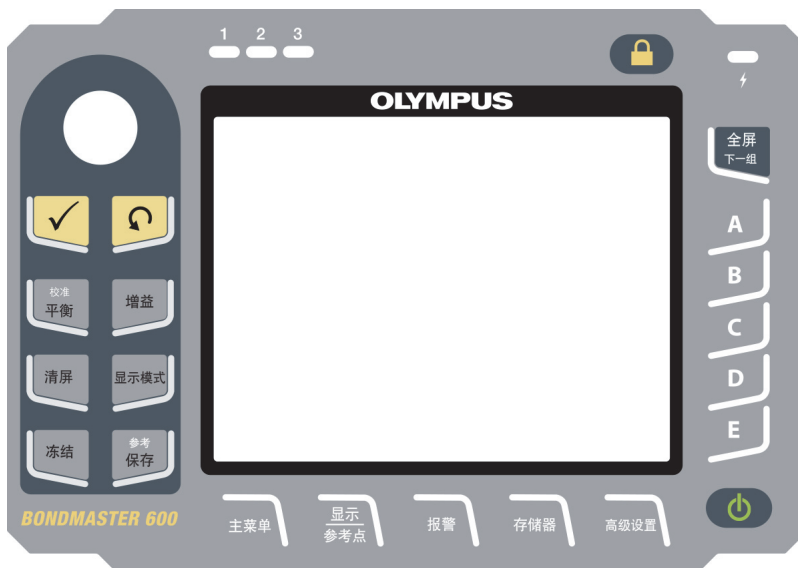 1 2 3
OLYMPUS
全屏
下一组
A
B
C
D
E
校准
平衡
增益
清屏
显示模式
冻结
参考
保存
BONDMASTER 600
主菜单
显示
参考点
报警
存储器
高级设置